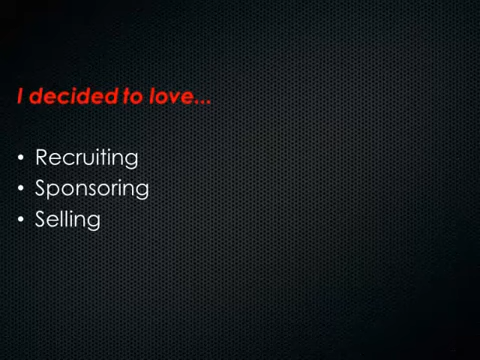 I decided to love...
• Recruiting
• Sponsoring
• Selling